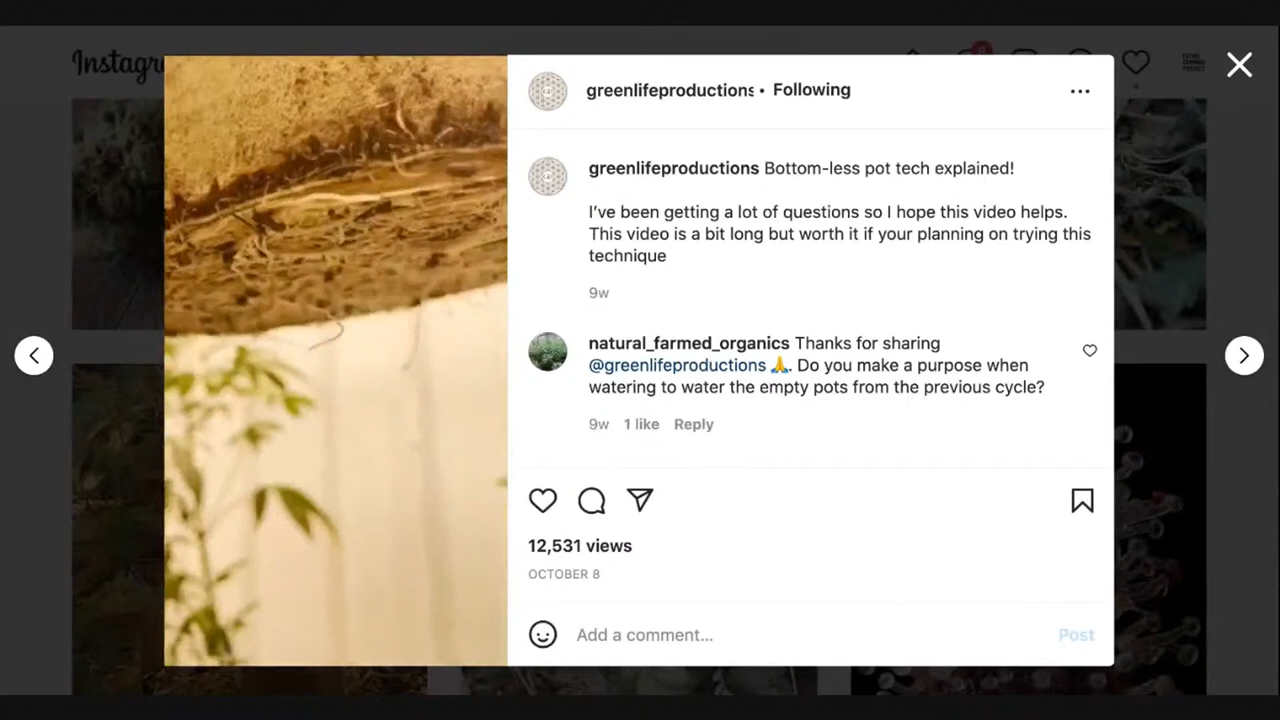 Instagr
greenlifeproductions • Following
greenlifeproductions Bottom-less pot tech explained!
I've been getting a lot of questions so I hope this video helps.
This video is a bit long but worth it if your planning on trying this
technique
9w
natural_farmed_organics Thanks for sharing
@greenlifeproductions 🙏. Do you make a purpose when
watering to water the empty pots from the previous cycle?
9w 1 like Reply
12,531 views
OCTOBER 8
Add a comment... Post